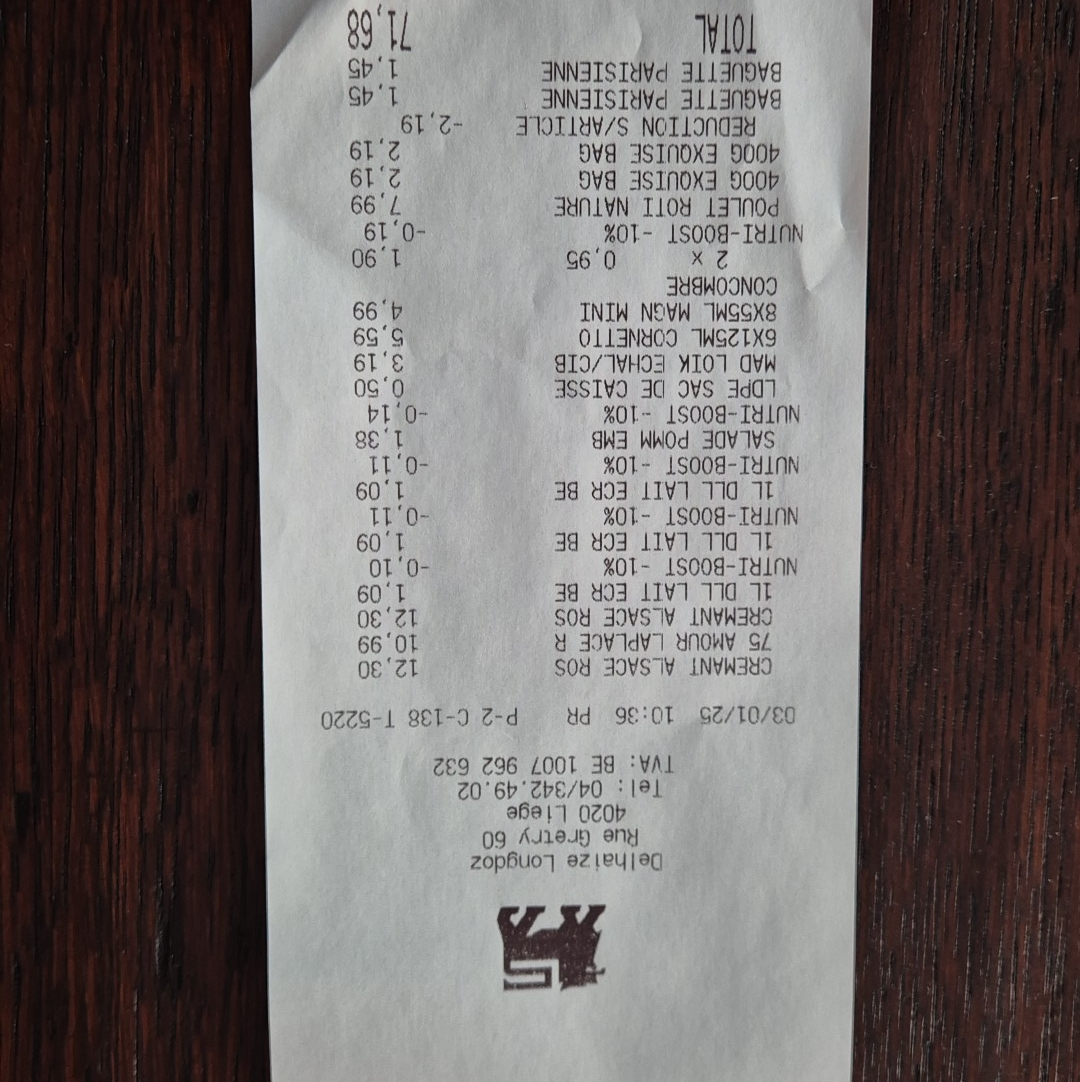 Delhaize Longdoz
Rue Gretry 60
4020 Liege
Tel: 04/342.49.02
TVA: BE 1007 962 632
03/01/25 10:36 PR P-2 C-138 T-5220
CREMANT ALSACE ROS 12,30
75 AMOUR LAPLACE R 10,99
CREMANT ALSACE ROS 12,30
1L DLL LAIT ECR BE 1,09
NUTRI-BOOST -10% -0,10
1L DLL LAIT ECR BE 1,09
NUTRI-BOOST -10% -0,11
1L DLL LAIT ECR BE 1,09
NUTRI-BOOST -10% -0,11
SALADE POMM EMB 1,38
NUTRI-BOOST -10% -0,14
LDPE SAC DE CAISSE 0,50
MAD LOIK ECHAL/CIB 3,19
6X125ML CORNETTO 5,59
8X55ML MAGN MINI 4,99
CONCOMBRE
2 x 0,95 1,90
NUTRI-BOOST -10% -0,19
POULET ROTI NATURE 7,99
400G EXQUISE BAG 2,19
400G EXQUISE BAG 2,19
REDUCTION S/ARTICLE -2,19
BAGUETTE PARISIENNE 1,45
BAGUETTE PARISIENNE 1,45
TOTAL 71,68